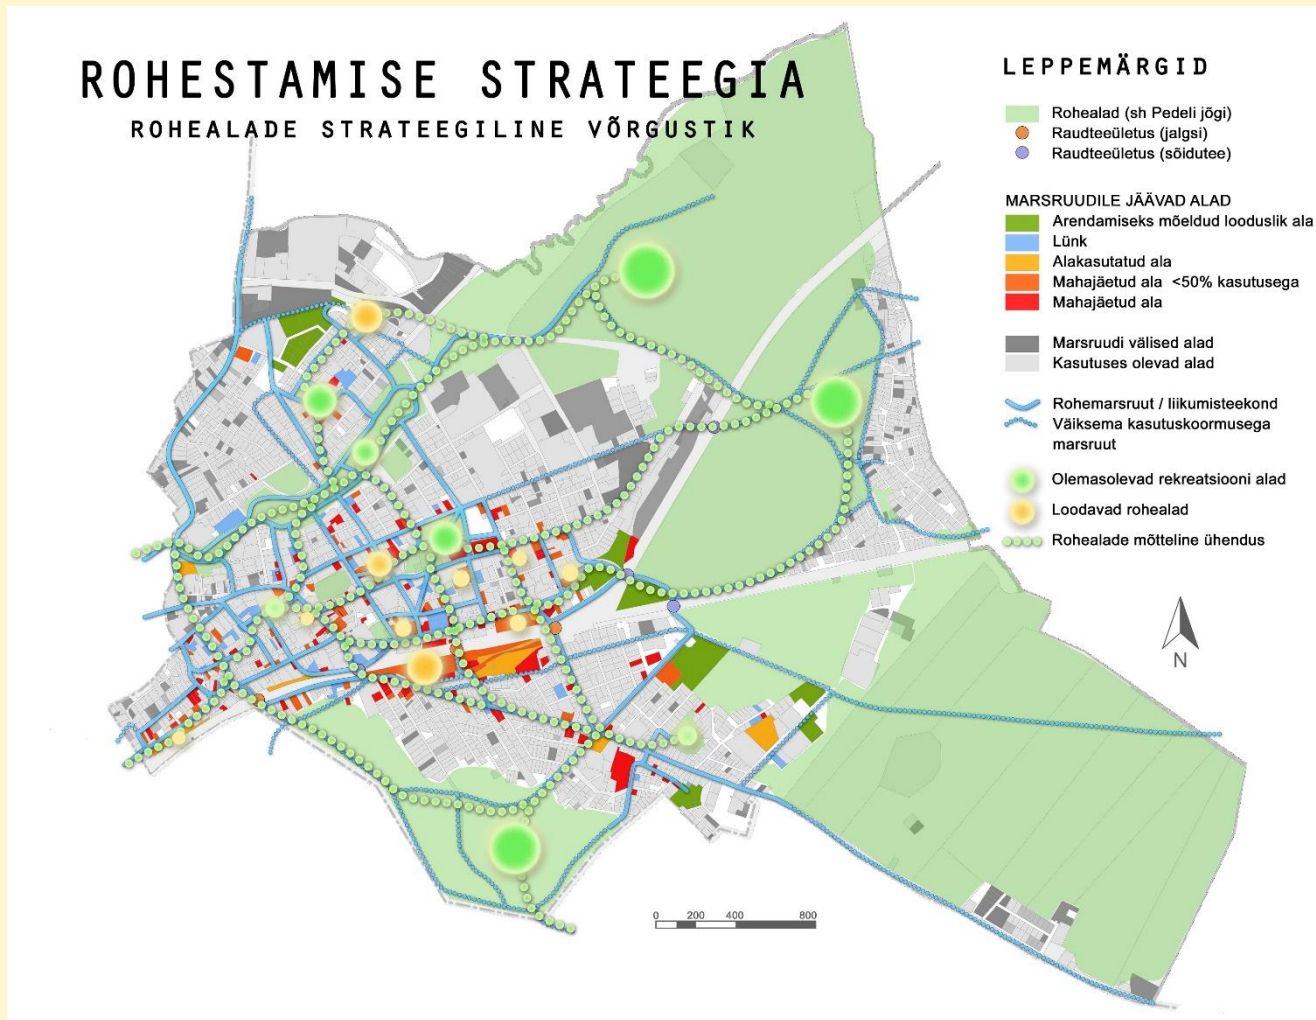 ROHESTAMISE STRATEEGIA
ROHEALADE STRATEEGILINE VÕRGUSTIK
LEPPEMÄRGID
Rohealad (sh Pedeli jõgi)
Raudteeületus (jalgsi)
Raudteeületus (sõidutee)
MARSRUUDILE JÄÄVAD ALAD
Arendamiseks mõeldud looduslik ala
Lünk
Alakasutatud ala
Mahajäetud ala <50% kasutusega
Mahajäetud ala
Marsruudi välised alad
Kasutuses olevad alad
Rohemarsruut / liikumisteekond
Väiksema kasutuskoormusega
marsruut
Olemasolevad rekreatsiooni alad
Loodavad rohealad
Rohealade mõtteline ühendus
N
0 200 400 800